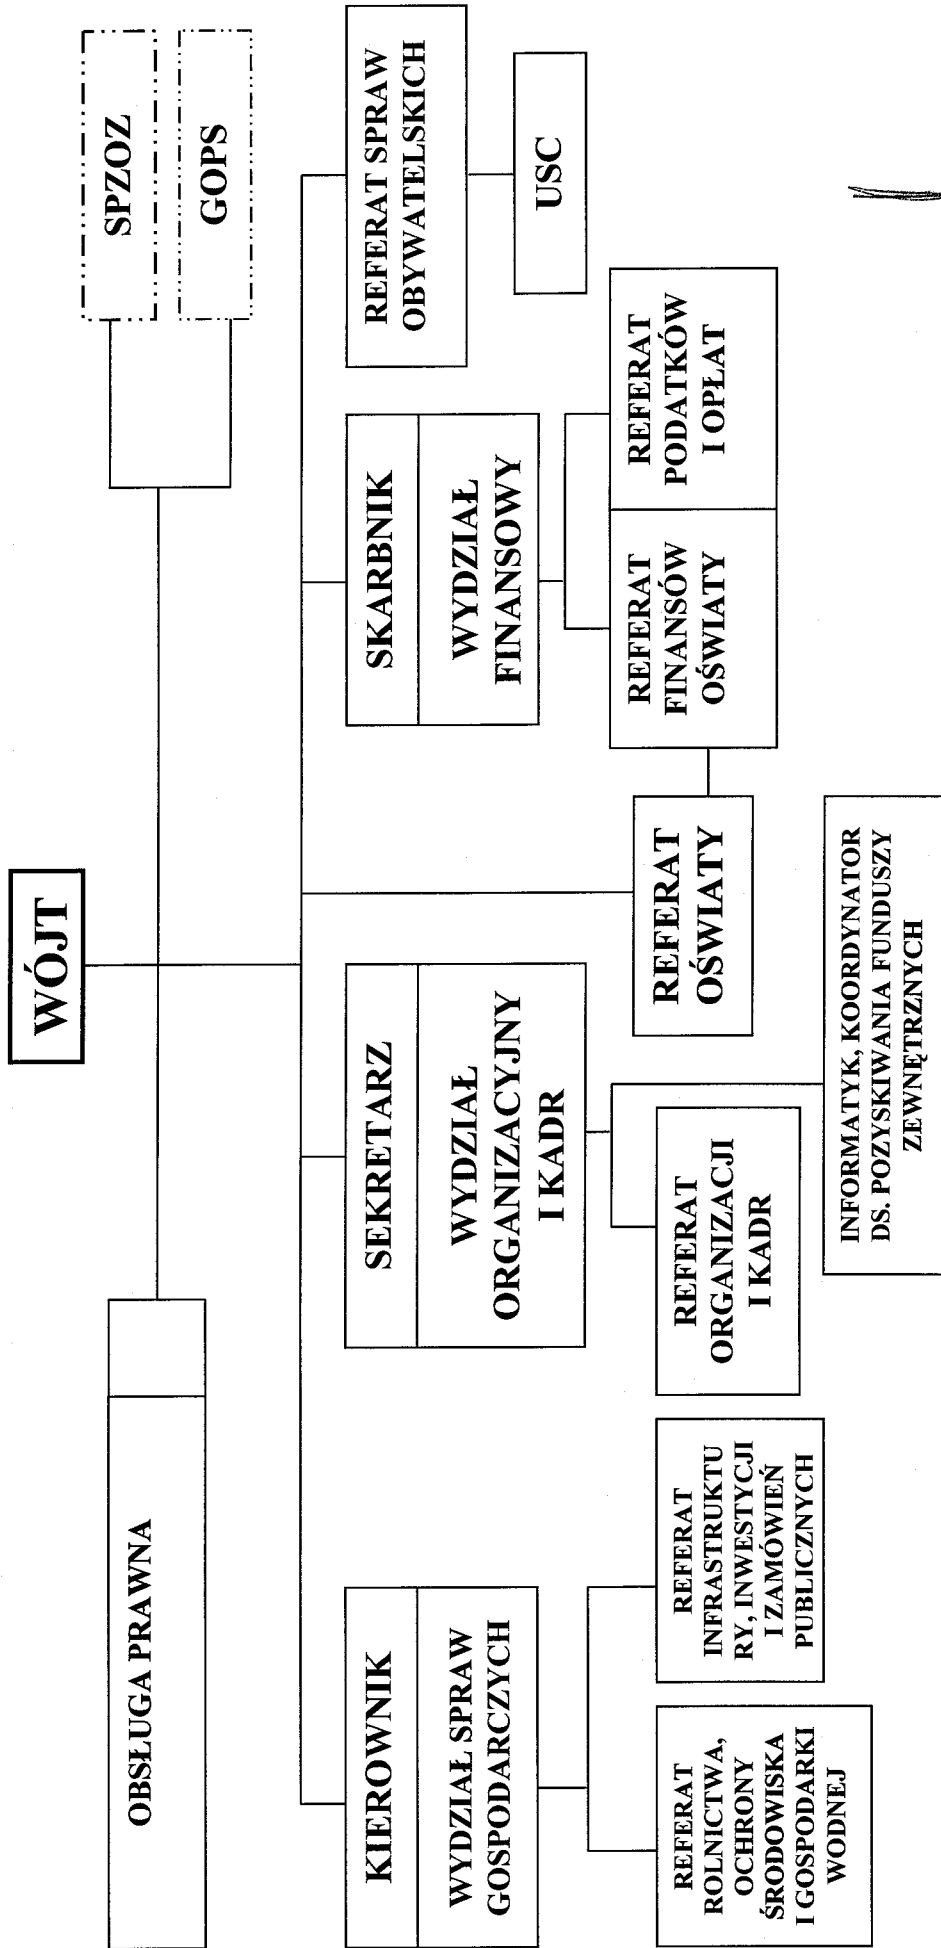 WÓJT
OBSŁUGA PRAWNA
SPZOZ
GOPS
KIEROWNIK
WYDZIAŁ SPRAW
GOSPODARCZYCH
SEKRETARZ
WYDZIAŁ
ORGANIZACYJNY
I KADR
SKARBNIK
WYDZIAŁ
FINANSOWY
REFERAT SPRAW
OBYWATELSKICH
USC
REFERAT
ROLNICTWA,
OCHRONY
ŚRODOWISKA
I GOSPODARKI
WODNEJ
REFERAT
INFRASTRUKTU
RY, INWESTYCJI
I ZAMÓWIEŃ
PUBLICZNYCH
REFERAT
ORGANIZACJI
I KADR
REFERAT
OŚWIATY
REFERAT
FINANSÓW
OŚWIATY
REFERAT
PODATKÓW
I OPŁAT
INFORMATYK, KOORDYNATOR
DS. POZYSKIWANIA FUNDUSZY
ZEWNĘTRZNYCH